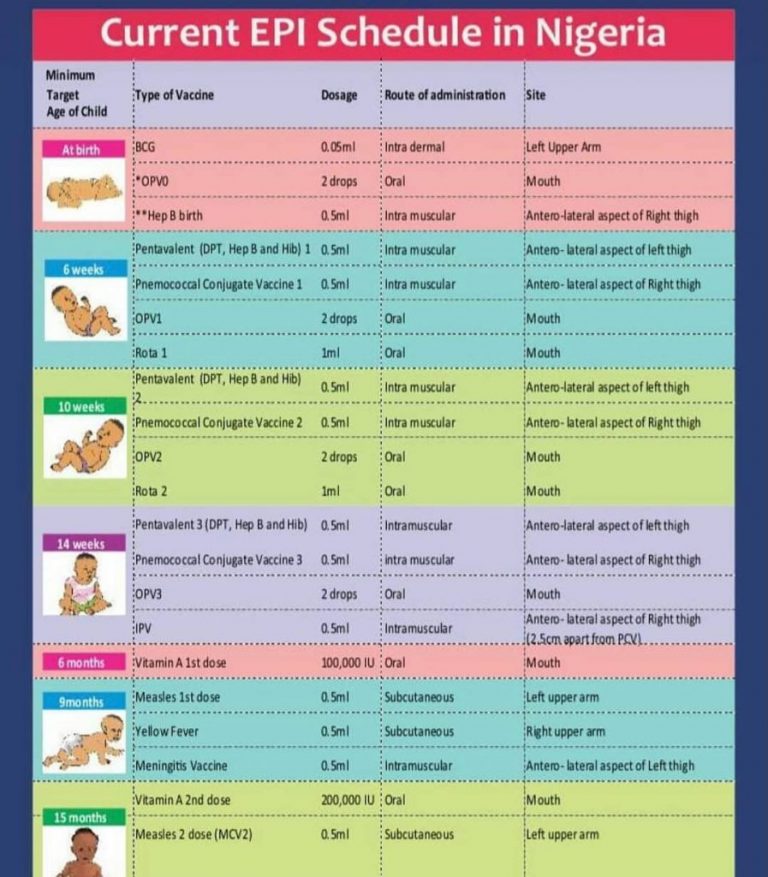 Current EPI Schedule in Nigeria
Minimum
Target
Age of Child
Type of Vaccine Dosage Route of administration Site
At birth
BCG 0.05ml Intra dermal Left Upper Arm
*OPV0 2 drops Oral Mouth
**Hep B birth 0.5ml Intra muscular Antero-lateral aspect of Right thigh
6 weeks
Pentavalent (DPT, Hep B and Hib) 1 0.5ml Intra muscular Antero- lateral aspect of left thigh
Pnemococcal Conjugate Vaccine 1 0.5ml Intra muscular Antero- lateral aspect of Right thigh
OPV1 2 drops Oral Mouth
Rota 1 1ml Oral Mouth
10 weeks
Pentavalent (DPT, Hep B and Hib)
2 0.5ml Intra muscular Antero-lateral aspect of left thigh
Pnemococcal Conjugate Vaccine 2 0.5ml Intra muscular Antero- lateral aspect of Right thigh
OPV2 2 drops Oral Mouth
Rota 2 1ml Oral Mouth
14 weeks
Pentavalent 3 (DPT, Hep B and Hib) 0.5ml Intramuscular Antero-lateral aspect of left thigh
Pnemococcal Conjugate Vaccine 3 0.5ml intra muscular Antero- lateral aspect of Right thigh
OPV3 2 drops Oral Mouth
IPV 0.5ml Intramuscular Antero- lateral aspect of Right thigh
(2.5cm apart from PCV)
6 months
Vitamin A 1st dose 100,000 IU Oral Mouth
9months
Measles 1st dose 0.5ml Subcutaneous Left upper arm
Yellow Fever 0.5ml Subcutaneous Right upper arm
Meningitis Vaccine 0.5ml Intramuscular Antero- lateral aspect of Left thigh
15 months
Vitamin A 2nd dose 200,000 IU Oral Mouth
Measles 2 dose (MCV2) 0.5ml Subcutaneous Left upper arm